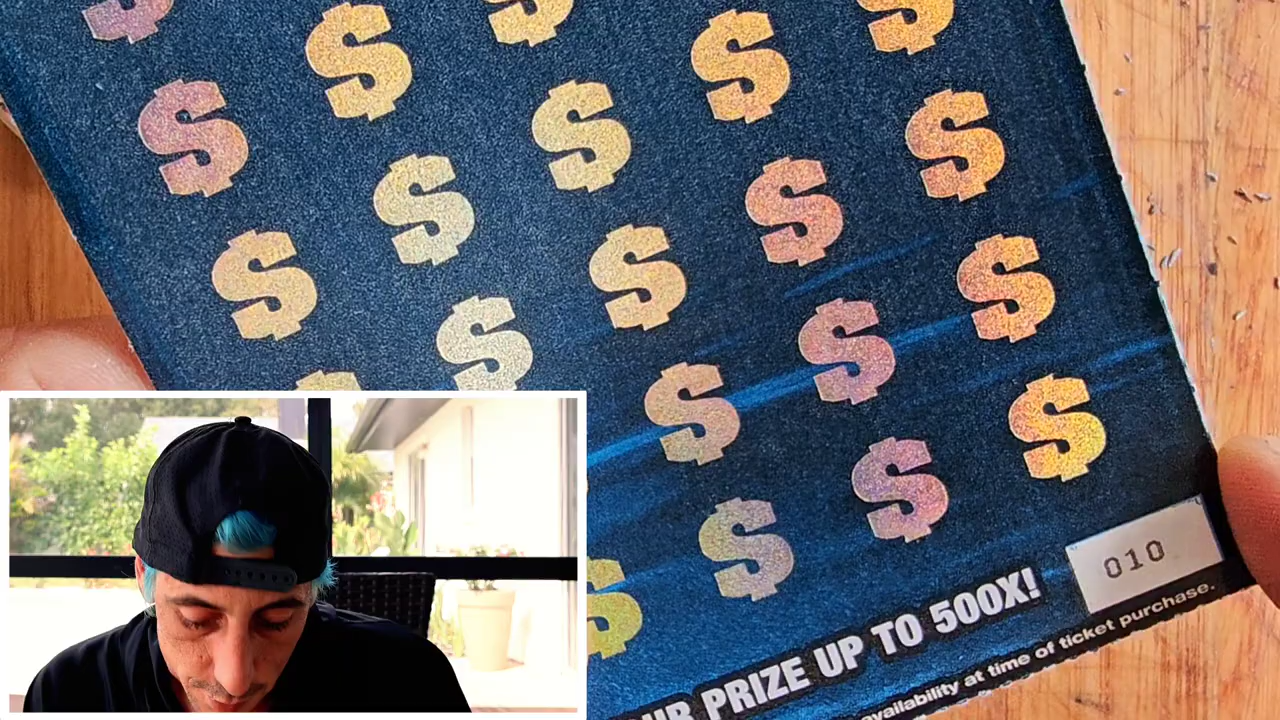 $ $ $ $ $
$ $ $ $
$ $ $
$ $ $
$ $ $
$ $
$ $
010
PRIZE UP TO 500X!
availability at time of ticket purchase.